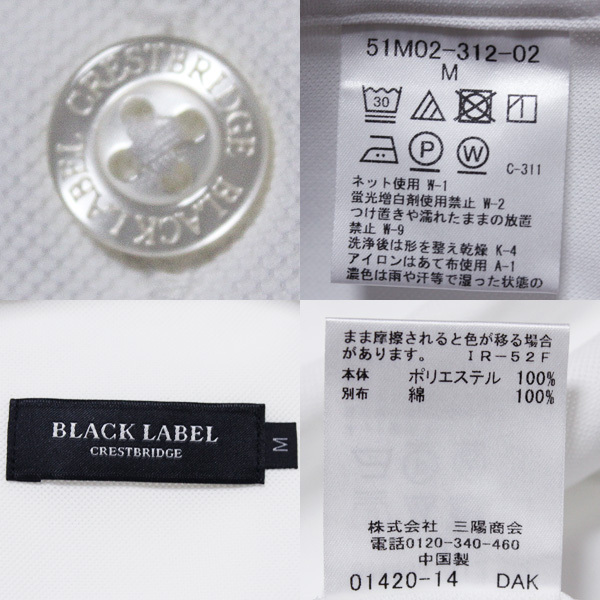 BLACK LABEL CRESTBRIDGE
51M02-312-02
M
30
P
W
C-311
ネット使用 W-1
蛍光増白剤使用禁止 W-2
つけ置きや濡れたままの放置
禁止 W-9
洗浄後は形を整え乾燥 K-4
アイロンはあて布使用 A-1
濃色は雨や汗等で湿った状態の
BLACK LABEL
CRESTBRIDGE
M
まま摩擦されると色が移る場合
があります。 IR-52F
本体 ポリエステル 100%
別布 綿 100%
株式会社 三陽商会
電話0120-340-460
中国製
01420-14 DAK